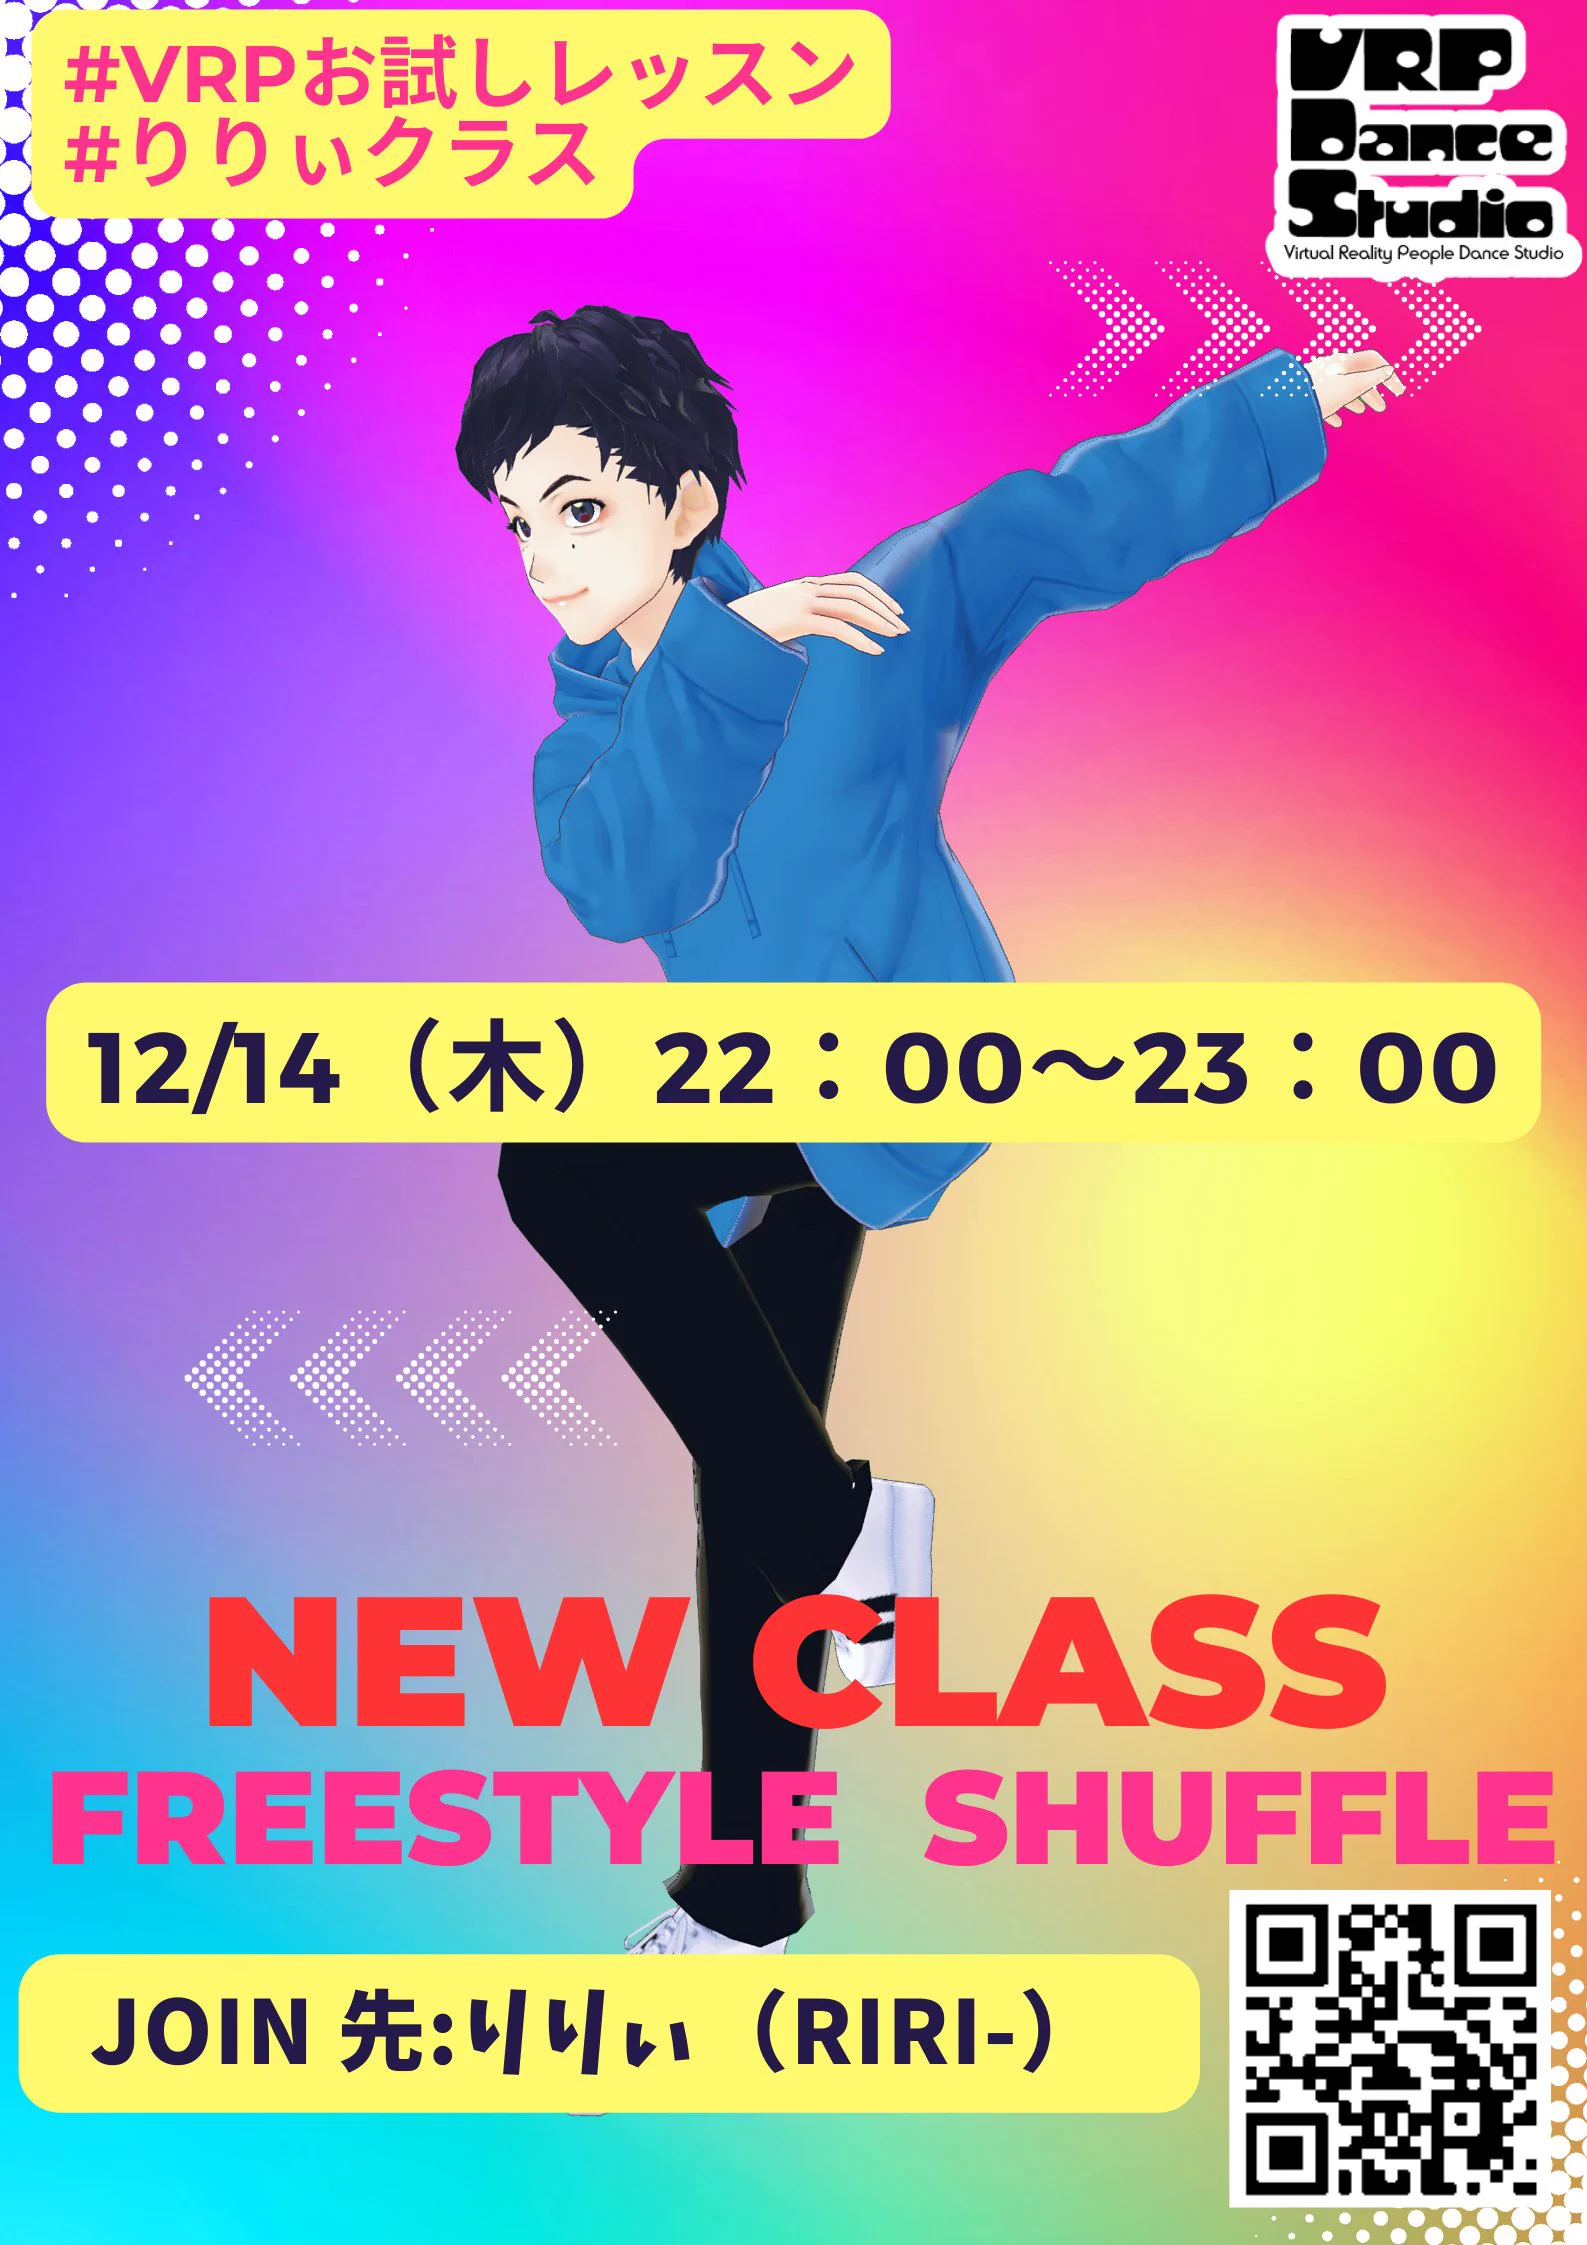 #VRPお試しレッスン
#りりぃクラス
VRP
Dance
Studio
Virtual Reality People Dance Studio
12/14（木）22：00〜23：00
NEW CLASS
FREESTYLE SHUFFLE
JOIN 先:りりぃ（RIRI-）